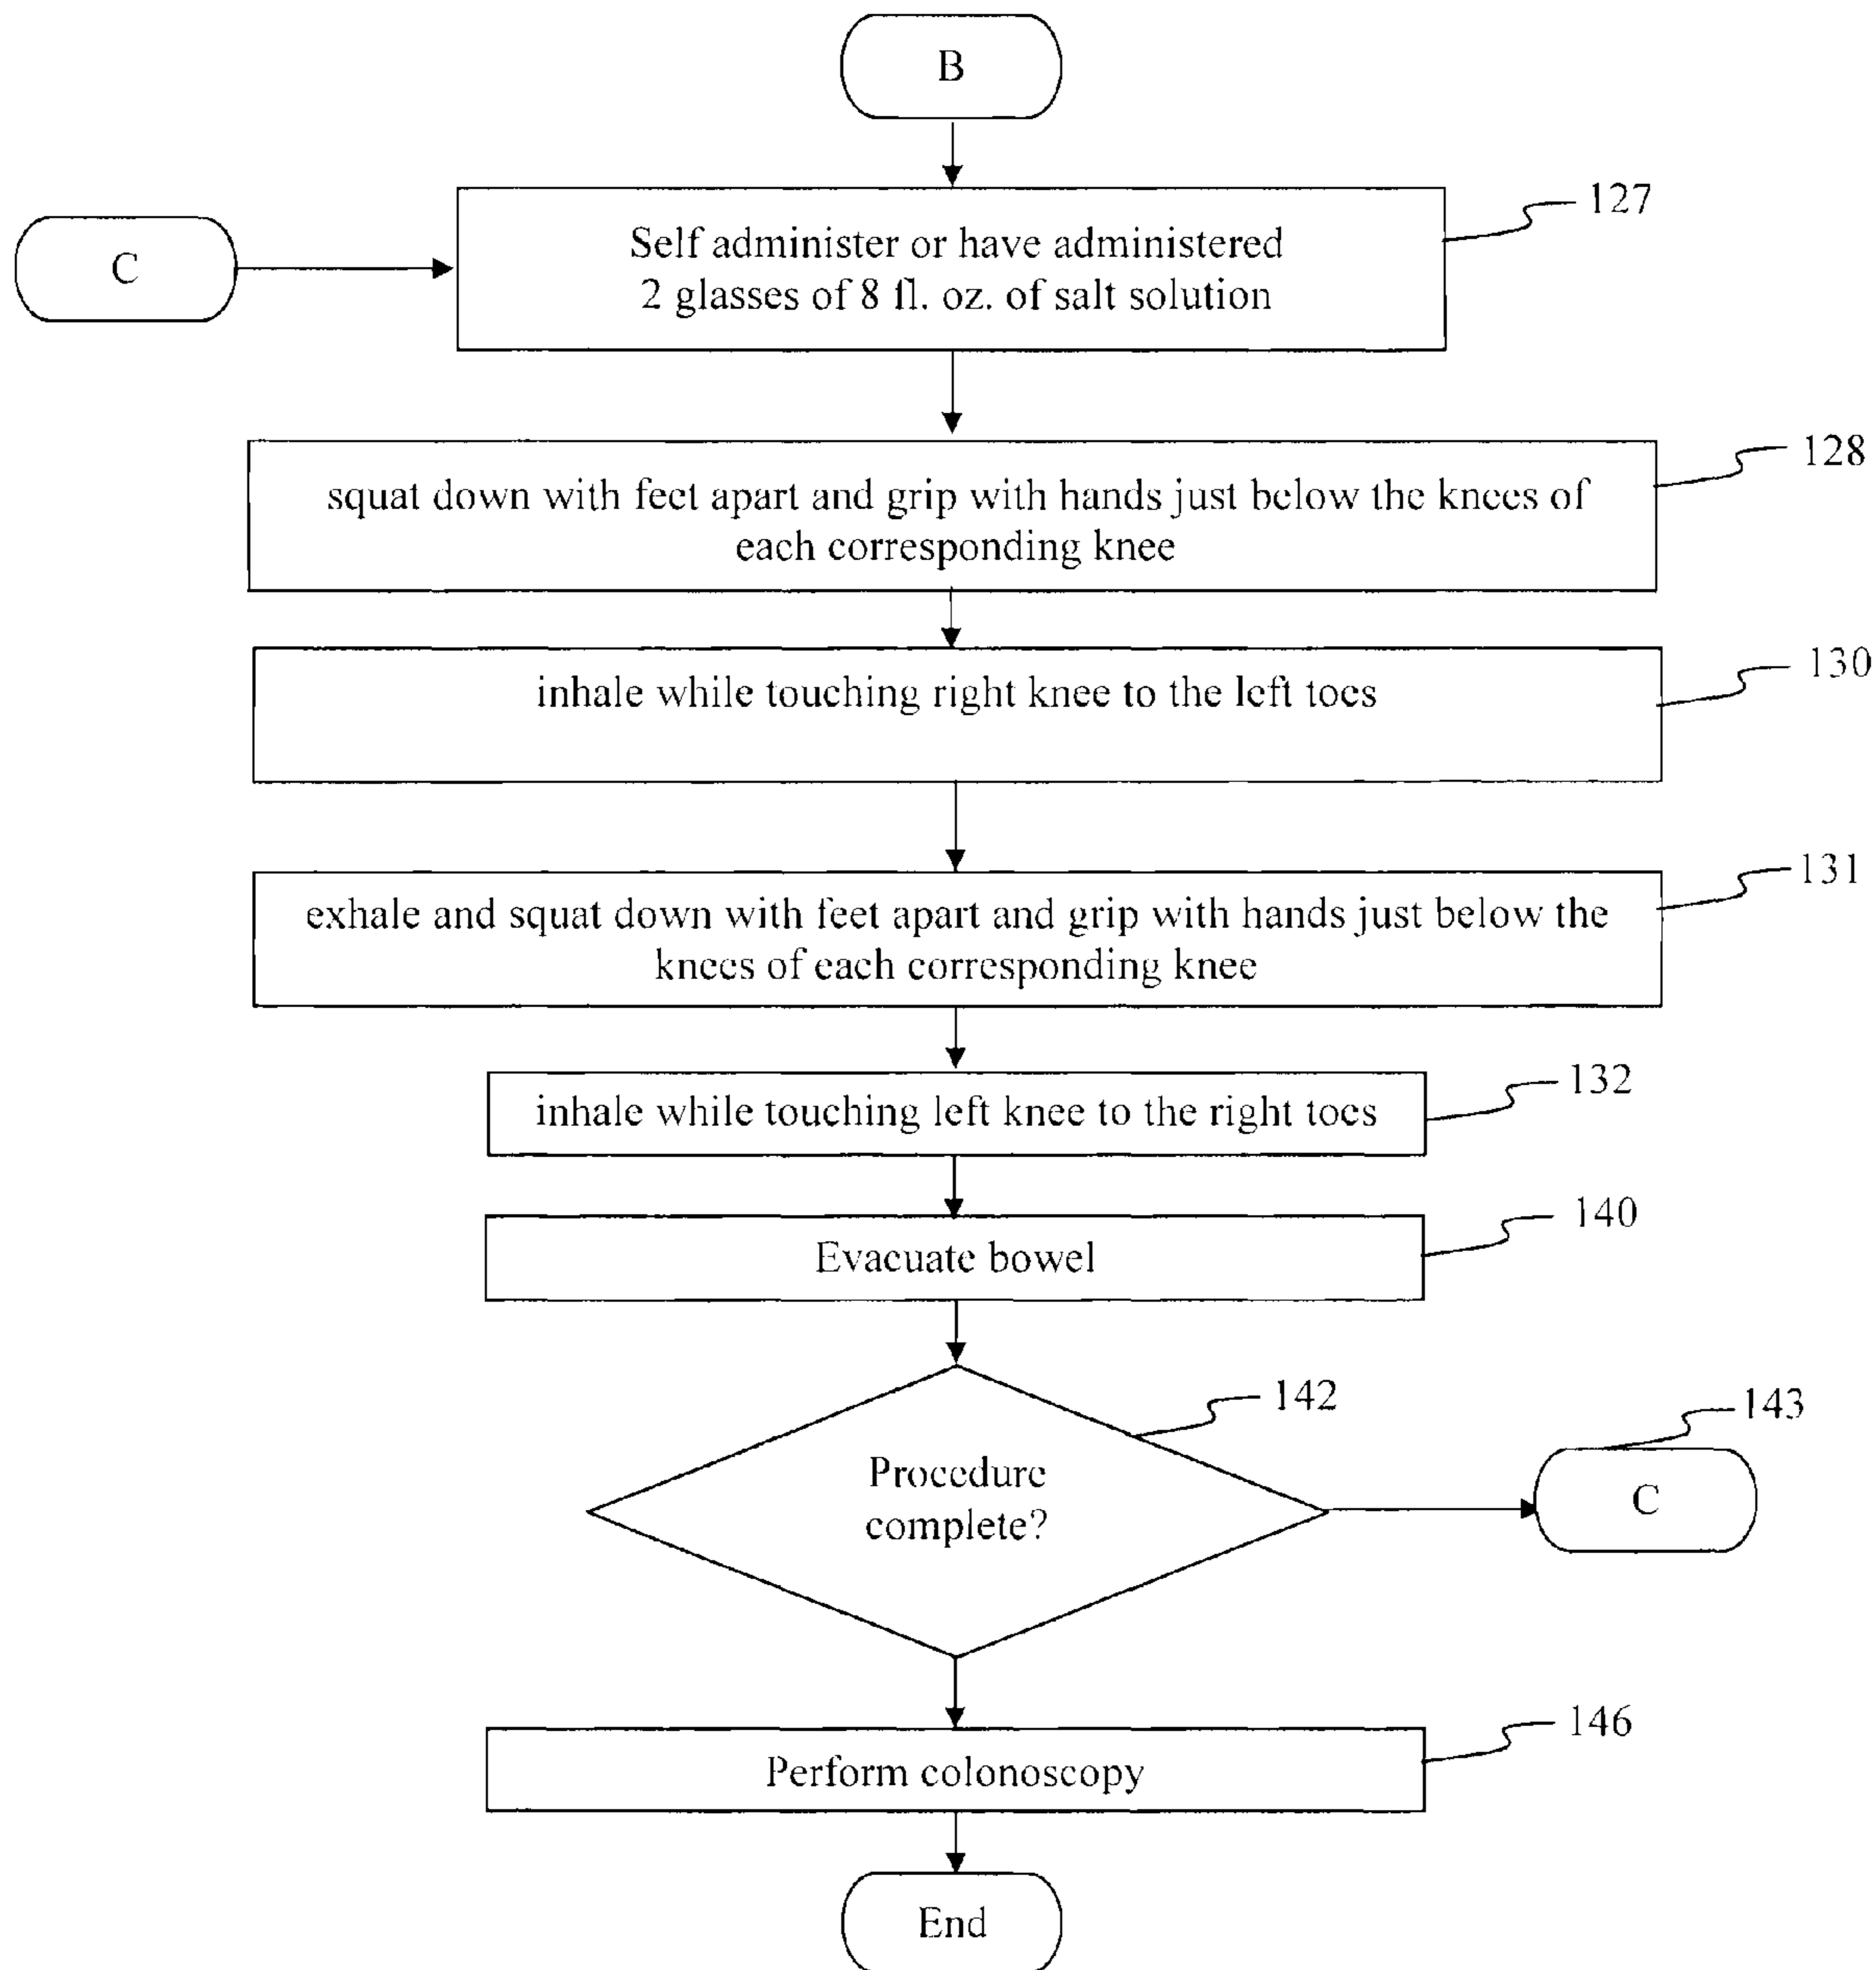 B
127
C
Self administer or have administered
2 glasses of 8 fl. oz. of salt solution
128
squat down with feet apart and grip with hands just below the knees of
each corresponding knee
130
inhale while touching right knee to the left toes
131
exhale and squat down with feet apart and grip with hands just below the
knees of each corresponding knee
132
inhale while touching left knee to the right toes
140
Evacuate bowel
142
143
Procedure
complete?
C
146
Perform colonoscopy
End